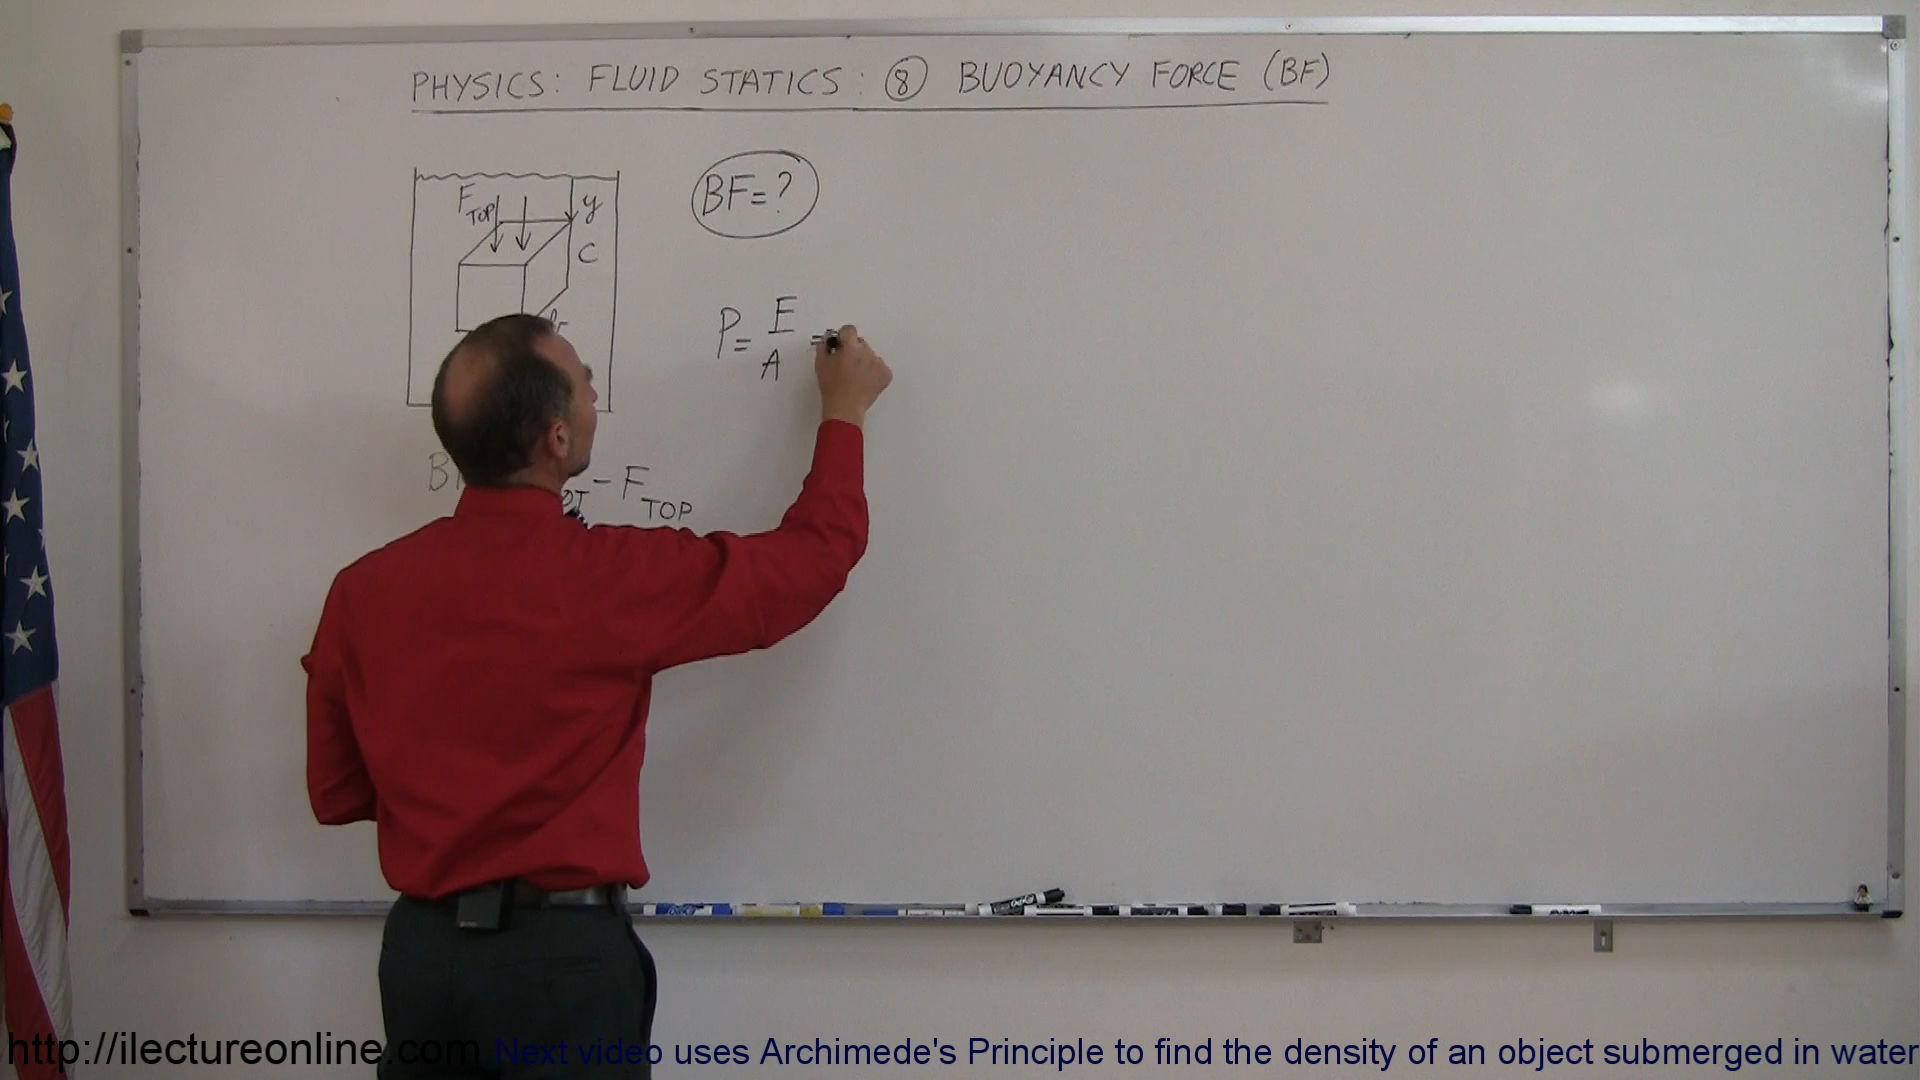 PHYSICS: FLUID STATICS: ⑧ BUOYANCY FORCE (BF)
F TOP
y
C
BF = ?
P = F/A =
- F TOP
http://ilectureonline.com Next video uses Archimede's Principle to find the density of an object submerged in water